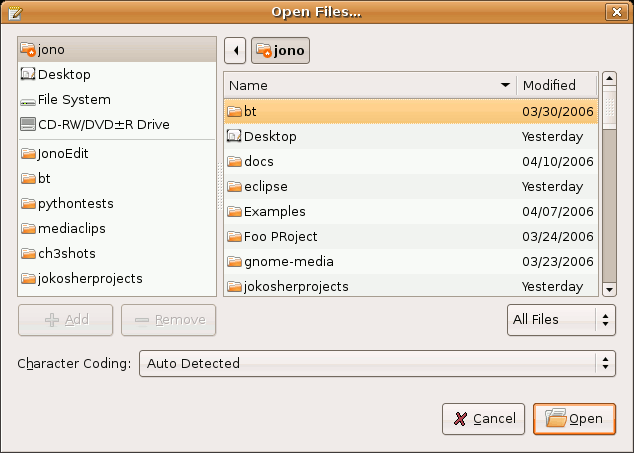 Open Files...
jono
Desktop
File System
CD-RW/DVD±R Drive
JonoEdit
bt
pythontests
mediaclips
ch3shots
jokosherprojects
jono
Name Modified
bt 03/30/2006
Desktop Yesterday
docs 04/10/2006
eclipse Yesterday
Examples 04/07/2006
Foo PRoject 03/24/2006
gnome-media 03/23/2006
jokosherprojects Yesterday
Add Remove All Files
Character Coding: Auto Detected
Cancel Open